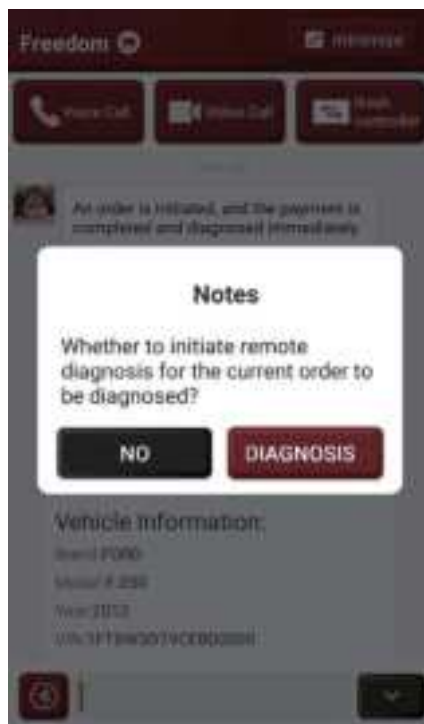 Freedom
minimize
Voice Call
Video Call
An order is initiated, and the payment is
completed and diagnosed immediately
Notes
Whether to initiate remote
diagnosis for the current order to
be diagnosed?
NO
DIAGNOSIS
Vehicle Information:
Brand:FORD
Year:2012